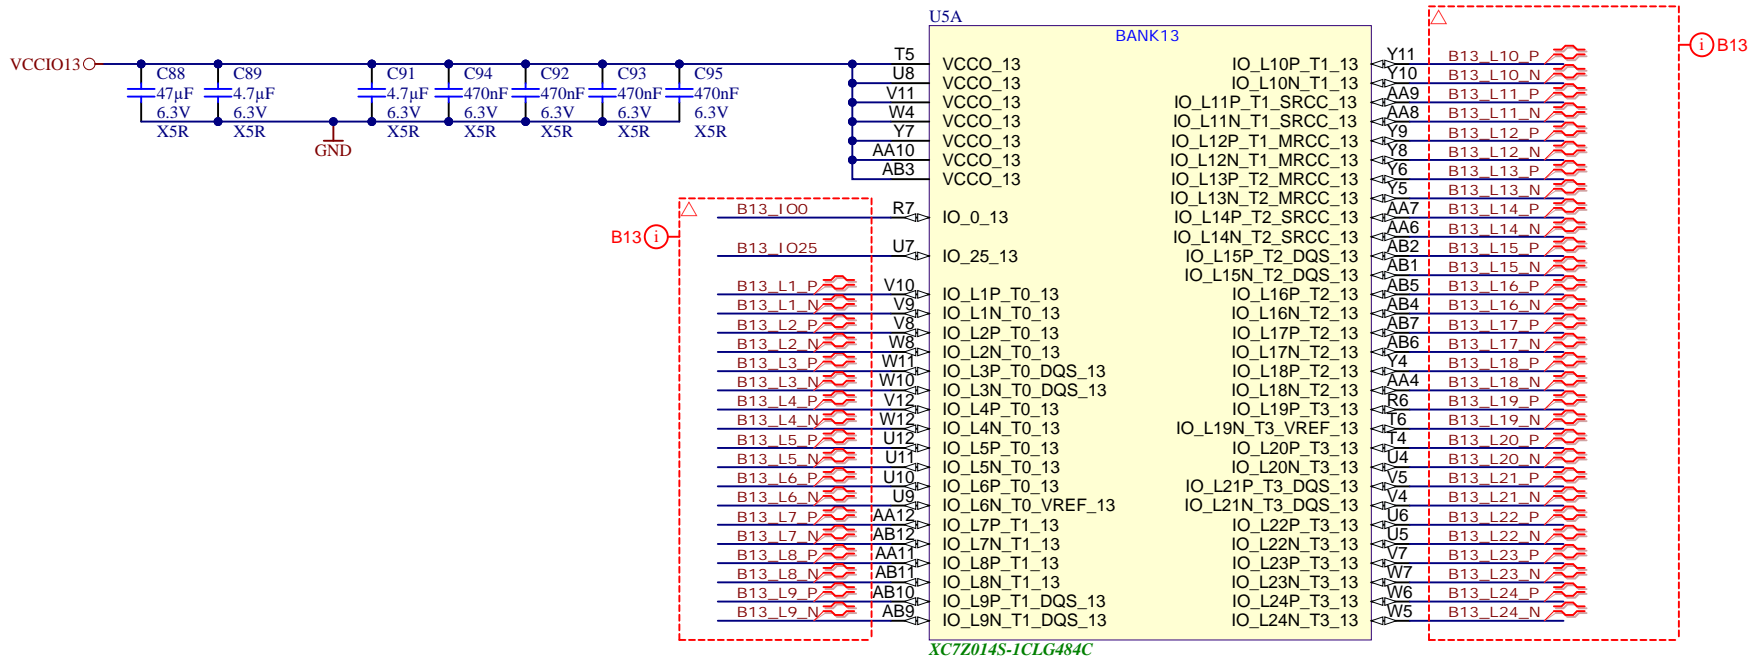 U5A
BANK13
VCCIO13
C88 47µF 6.3V X5R
C89 4.7µF 6.3V X5R
C91 4.7µF 6.3V X5R
C94 470nF 6.3V X5R
C92 470nF 6.3V X5R
C93 470nF 6.3V X5R
C95 470nF 6.3V X5R
GND
T5 VCCO_13
U8 VCCO_13
V11 VCCO_13
W4 VCCO_13
Y7 VCCO_13
AA10 VCCO_13
AB3 VCCO_13
B13 i
B13_IO0 R7 IO_0_13
B13_IO25 U7 IO_25_13
B13_L1_P V10 IO_L1P_T0_13
B13_L1_N V9 IO_L1N_T0_13
B13_L2_P V8 IO_L2P_T0_13
B13_L2_N W8 IO_L2N_T0_13
B13_L3_P W11 IO_L3P_T0_DQS_13
B13_L3_N W10 IO_L3N_T0_DQS_13
B13_L4_P V12 IO_L4P_T0_13
B13_L4_N W12 IO_L4N_T0_13
B13_L5_P U12 IO_L5P_T0_13
B13_L5_N U11 IO_L5N_T0_13
B13_L6_P U10 IO_L6P_T0_13
B13_L6_N U9 IO_L6N_T0_VREF_13
B13_L7_P AA12 IO_L7P_T1_13
B13_L7_N AB12 IO_L7N_T1_13
B13_L8_P AA11 IO_L8P_T1_13
B13_L8_N AB11 IO_L8N_T1_13
B13_L9_P AB10 IO_L9P_T1_DQS_13
B13_L9_N AB9 IO_L9N_T1_DQS_13
IO_L10P_T1_13 Y11 B13_L10_P
IO_L10N_T1_13 Y10 B13_L10_N
IO_L11P_T1_SRCC_13 AA9 B13_L11_P
IO_L11N_T1_SRCC_13 AA8 B13_L11_N
IO_L12P_T1_MRCC_13 Y9 B13_L12_P
IO_L12N_T1_MRCC_13 Y8 B13_L12_N
IO_L13P_T2_MRCC_13 Y6 B13_L13_P
IO_L13N_T2_MRCC_13 Y5 B13_L13_N
IO_L14P_T2_SRCC_13 AA7 B13_L14_P
IO_L14N_T2_SRCC_13 AA6 B13_L14_N
IO_L15P_T2_DQS_13 AB2 B13_L15_P
IO_L15N_T2_DQS_13 AB1 B13_L15_N
IO_L16P_T2_13 AB5 B13_L16_P
IO_L16N_T2_13 AB4 B13_L16_N
IO_L17P_T2_13 AB7 B13_L17_P
IO_L17N_T2_13 AB6 B13_L17_N
IO_L18P_T2_13 Y4 B13_L18_P
IO_L18N_T2_13 AA4 B13_L18_N
IO_L19P_T3_13 R6 B13_L19_P
IO_L19N_T3_VREF_13 T6 B13_L19_N
IO_L20P_T3_13 T4 B13_L20_P
IO_L20N_T3_13 U4 B13_L20_N
IO_L21P_T3_DQS_13 V5 B13_L21_P
IO_L21N_T3_DQS_13 V4 B13_L21_N
IO_L22P_T3_13 U6 B13_L22_P
IO_L22N_T3_13 U5 B13_L22_N
IO_L23P_T3_13 V7 B13_L23_P
IO_L23N_T3_13 W7 B13_L23_N
IO_L24P_T3_13 W6 B13_L24_P
IO_L24N_T3_13 W5 B13_L24_N
i B13
XC7Z014S-1CLG484C